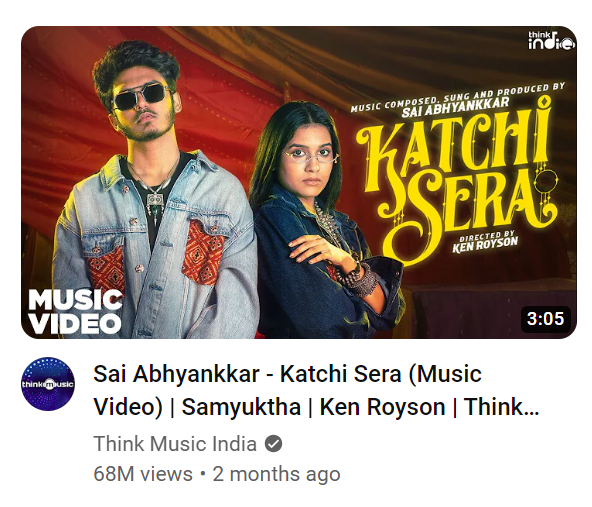 think
indie
MUSIC COMPOSED, SUNG AND PRODUCED BY
SAI ABHYANKKAR
KATCHI
SERA
DIRECTED BY
KEN ROYSON
MUSIC
VIDEO
3:05
thinkmusic
Sai Abhyankkar - Katchi Sera (Music
Video) | Samyuktha | Ken Royson | Think...
Think Music India
68M views • 2 months ago